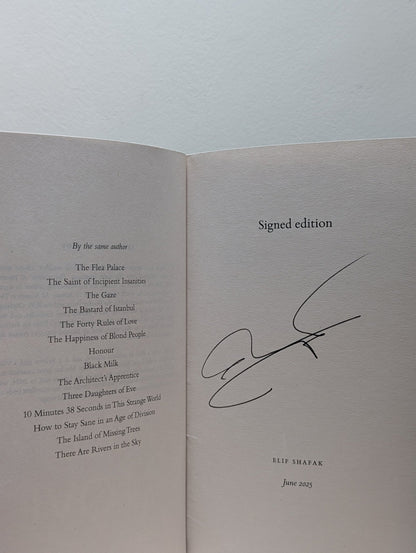 By the same author
The Flea Palace
The Saint of Incipient Insanities
The Gaze
The Bastard of Istanbul
The Forty Rules of Love
The Happiness of Blond People
Honour
Black Milk
The Architect's Apprentice
Three Daughters of Eve
10 Minutes 38 Seconds in This Strange World
How to Stay Sane in an Age of Division
The Island of Missing Trees
There Are Rivers in the Sky
Signed edition
ELIF SHAFAK
June 2025